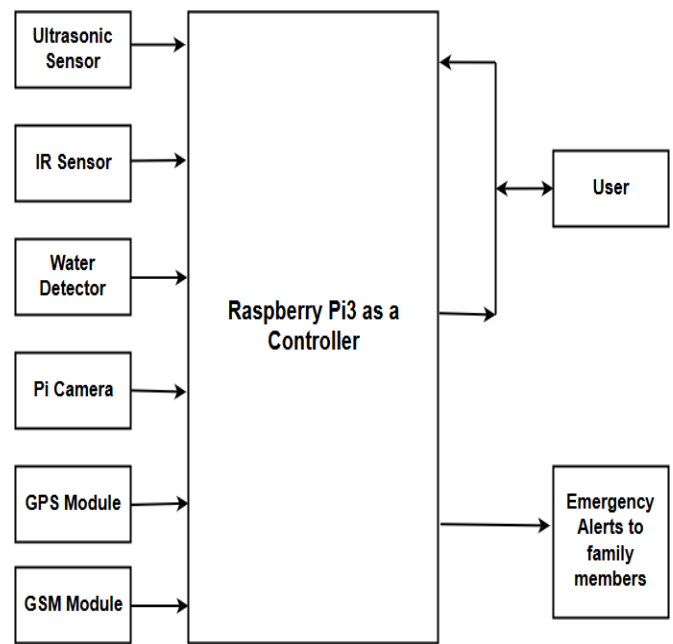 Ultrasonic
Sensor
IR Sensor
Water
Detector
Pi Camera
GPS Module
GSM Module
Raspberry Pi3 as a
Controller
User
Emergency
Alerts to
family
members